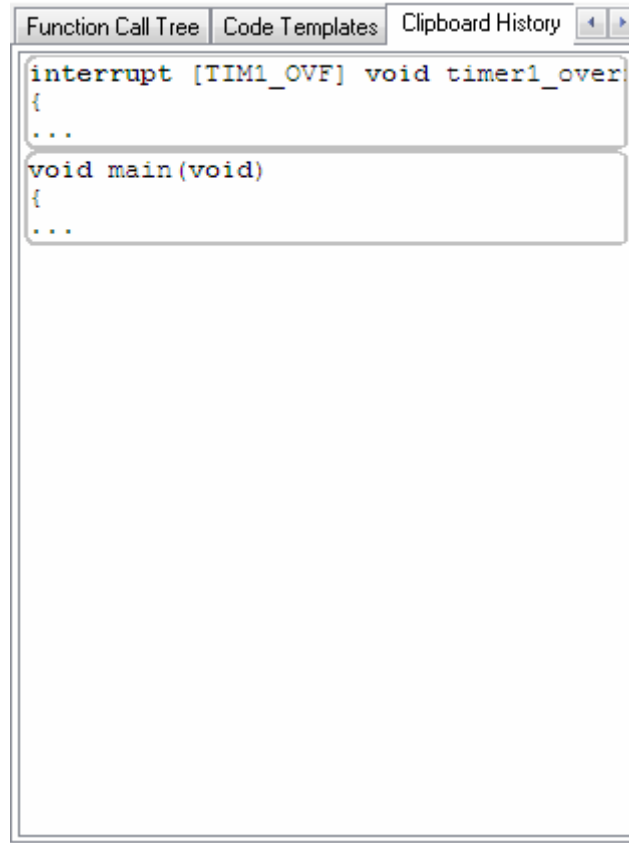 Function Call Tree Code Templates Clipboard History
interrupt [TIM1_OVF] void timer1_over
{
...
void main(void)
{
...